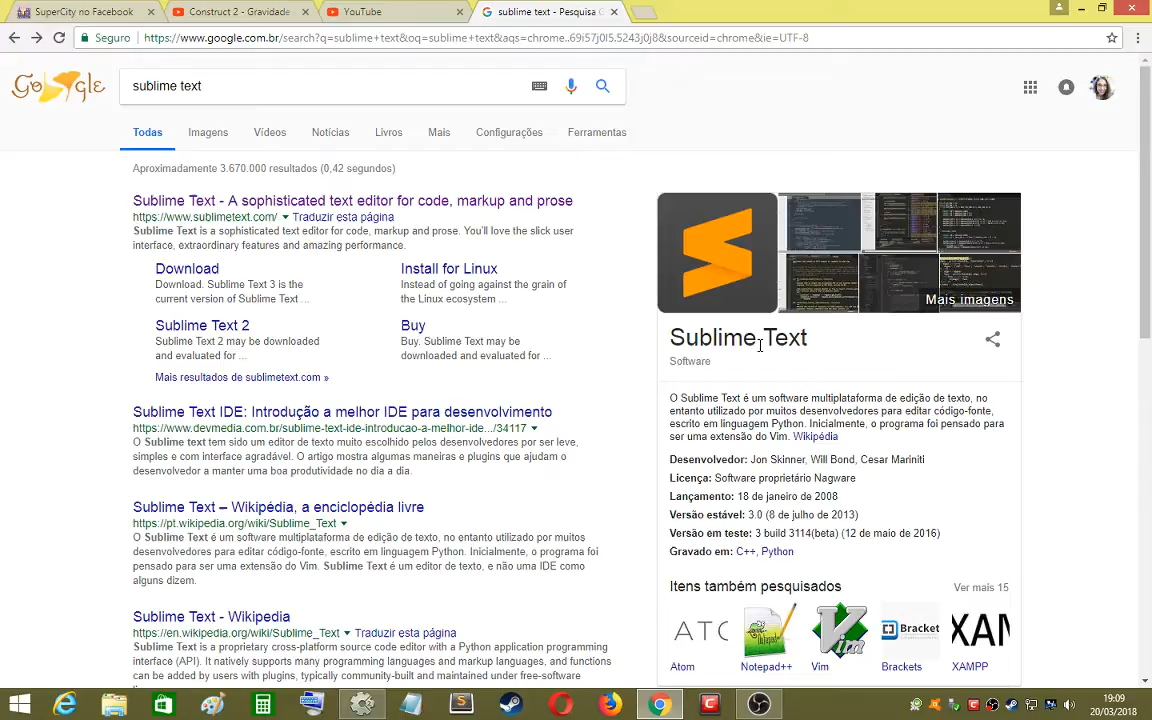 SuperCity no Facebook
Construct 2 - Gravidade
YouTube
sublime text - Pesquisa G
Seguro
https://www.google.com.br/search?q=sublime+text&oq=sublime+text&aqs=chrome..69i57j0l5.5243j0j8&sourceid=chrome&ie=UTF-8
Google
sublime text
Todas Imagens Vídeos Notícias Livros Mais Configurações Ferramentas
Aproximadamente 3.670.000 resultados (0,42 segundos)
Sublime Text - A sophisticated text editor for code, markup and prose
https://www.sublimetext.com/ ▼ Traduzir esta página
Sublime Text is a sophisticated text editor for code, markup and prose. You'll love the slick user
interface, extraordinary features and amazing performance.
Download
Download. Sublime Text 3 is the
current version of Sublime Text ...
Install for Linux
Instead of going against the grain of
the Linux ecosystem ...
Sublime Text 2
Sublime Text 2 may be downloaded
and evaluated for ...
Buy
Buy. Sublime Text may be
downloaded and evaluated for ...
Mais resultados de sublimetext.com »
Sublime Text IDE: Introdução a melhor IDE para desenvolvimento
https://www.devmedia.com.br/sublime-text-ide-introducao-a-melhor-ide.../34117 ▼
O Sublime text tem sido um editor de texto muito escolhido pelos desenvolvedores por ser leve,
simples e com interface agradável. O artigo mostra algumas maneiras e plugins que ajudam o
desenvolvedor a manter uma boa produtividade no dia a dia.
Sublime Text – Wikipédia, a enciclopédia livre
https://pt.wikipedia.org/wiki/Sublime_Text ▼
O Sublime Text é um software multiplataforma de edição de texto, no entanto utilizado por muitos
desenvolvedores para editar código-fonte, escrito em linguagem Python. Inicialmente, o programa foi
pensado para ser uma extensão do Vim. Sublime Text é um editor de texto, e não uma IDE como
alguns dizem.
Sublime Text - Wikipedia
https://en.wikipedia.org/wiki/Sublime_Text ▼ Traduzir esta página
Sublime Text is a proprietary cross-platform source code editor with a Python application programming
interface (API). It natively supports many programming languages and markup languages, and functions
can be added by users with plugins, typically community-built and maintained under free-software
Mais imagens
Sublime Text
Software
O Sublime Text é um software multiplataforma de edição de texto, no
entanto utilizado por muitos desenvolvedores para editar código-fonte,
escrito em linguagem Python. Inicialmente, o programa foi pensado para
ser uma extensão do Vim. Wikipédia
Desenvolvedor: Jon Skinner, Will Bond, Cesar Mariniti
Licença: Software proprietário Nagware
Lançamento: 18 de janeiro de 2008
Versão estável: 3.0 (8 de julho de 2013)
Versão em teste: 3 build 3114(beta) (12 de maio de 2016)
Gravado em: C++, Python
Itens também pesquisados
Ver mais 15
Bracket
Atom Notepad++ Vim Brackets XAMPP
19:09
20/03/2018